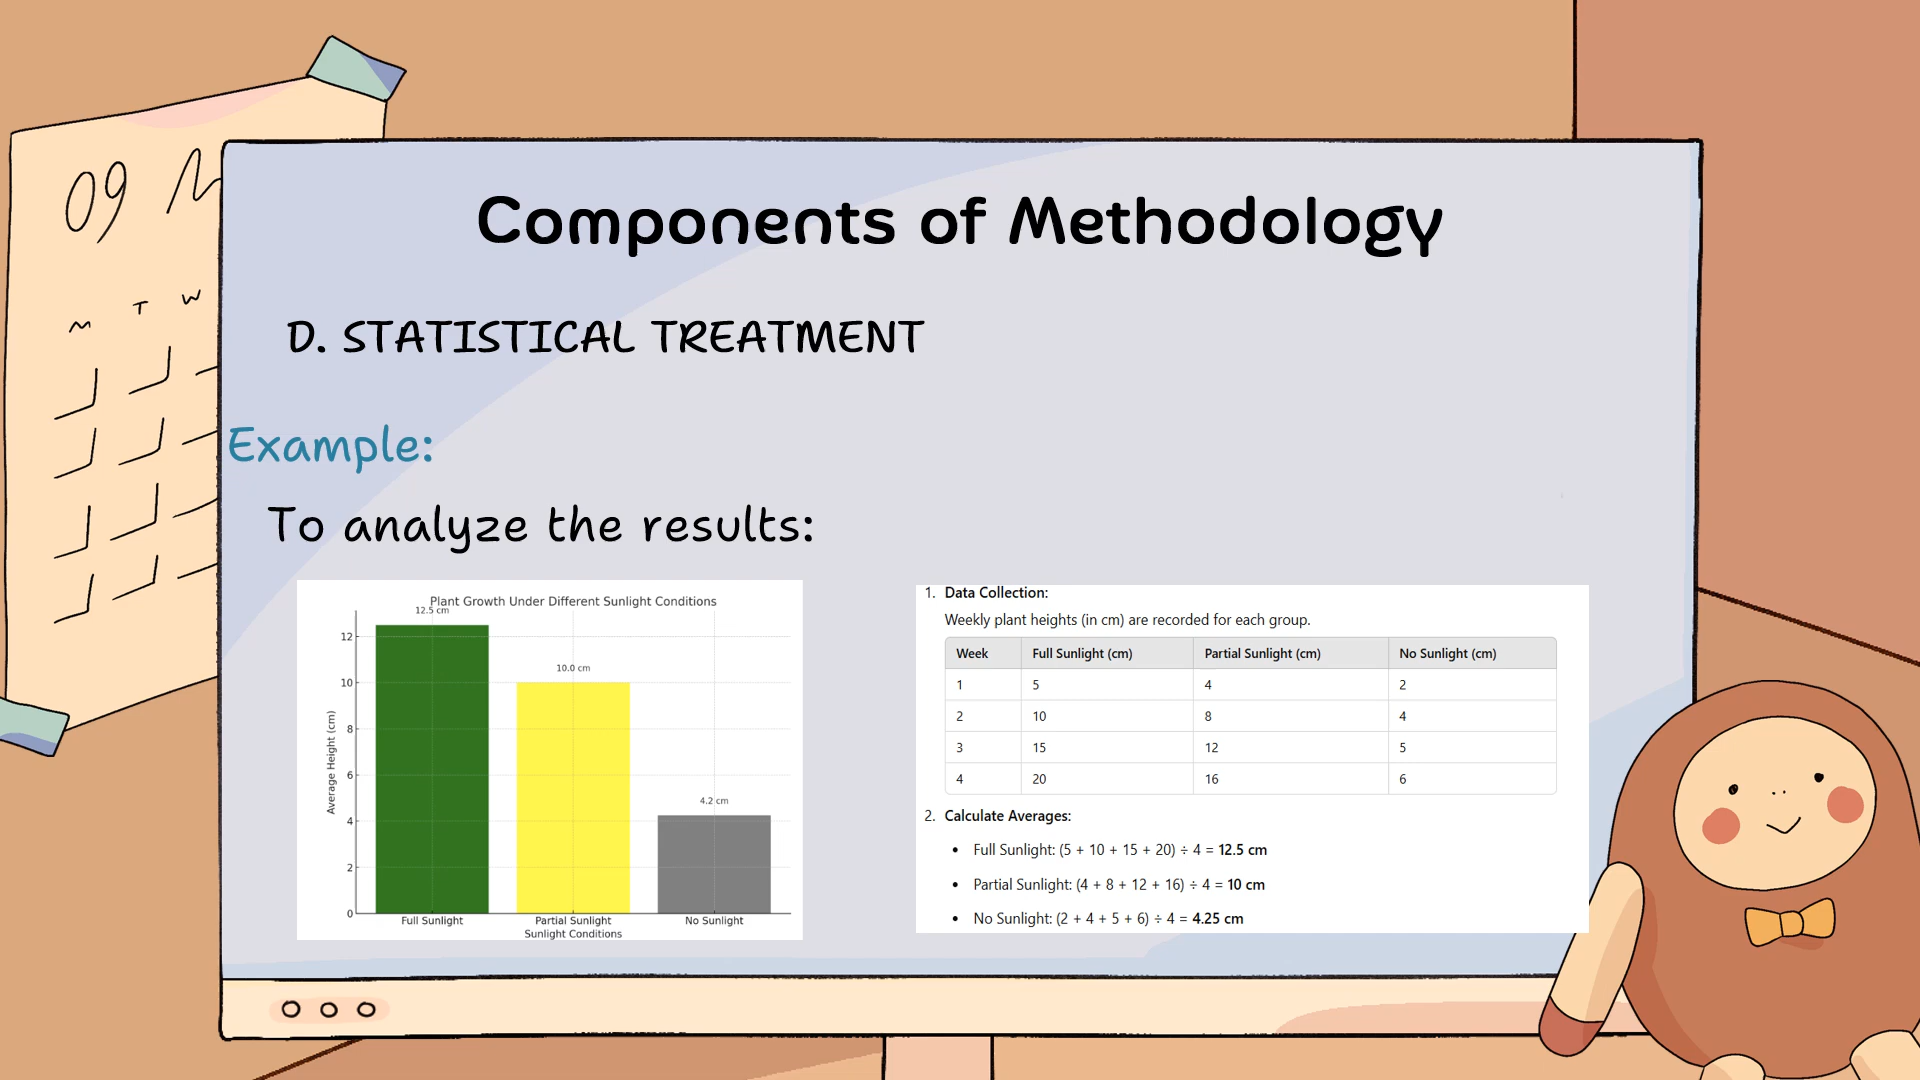 09
M T W
Components of Methodology
D. STATISTICAL TREATMENT
Example:
To analyze the results:
Plant Growth Under Different Sunlight Conditions
12.5 cm
10.0 cm
4.2 cm
Average Height (cm)
12
10
8
6
4
2
0
Full Sunlight Partial Sunlight No Sunlight
Sunlight Conditions
1. Data Collection:
Weekly plant heights (in cm) are recorded for each group.
Week Full Sunlight (cm) Partial Sunlight (cm) No Sunlight (cm)
1 5 4 2
2 10 8 4
3 15 12 5
4 20 16 6
2. Calculate Averages:
• Full Sunlight: (5 + 10 + 15 + 20) ÷ 4 = 12.5 cm
• Partial Sunlight: (4 + 8 + 12 + 16) ÷ 4 = 10 cm
• No Sunlight: (2 + 4 + 5 + 6) ÷ 4 = 4.25 cm